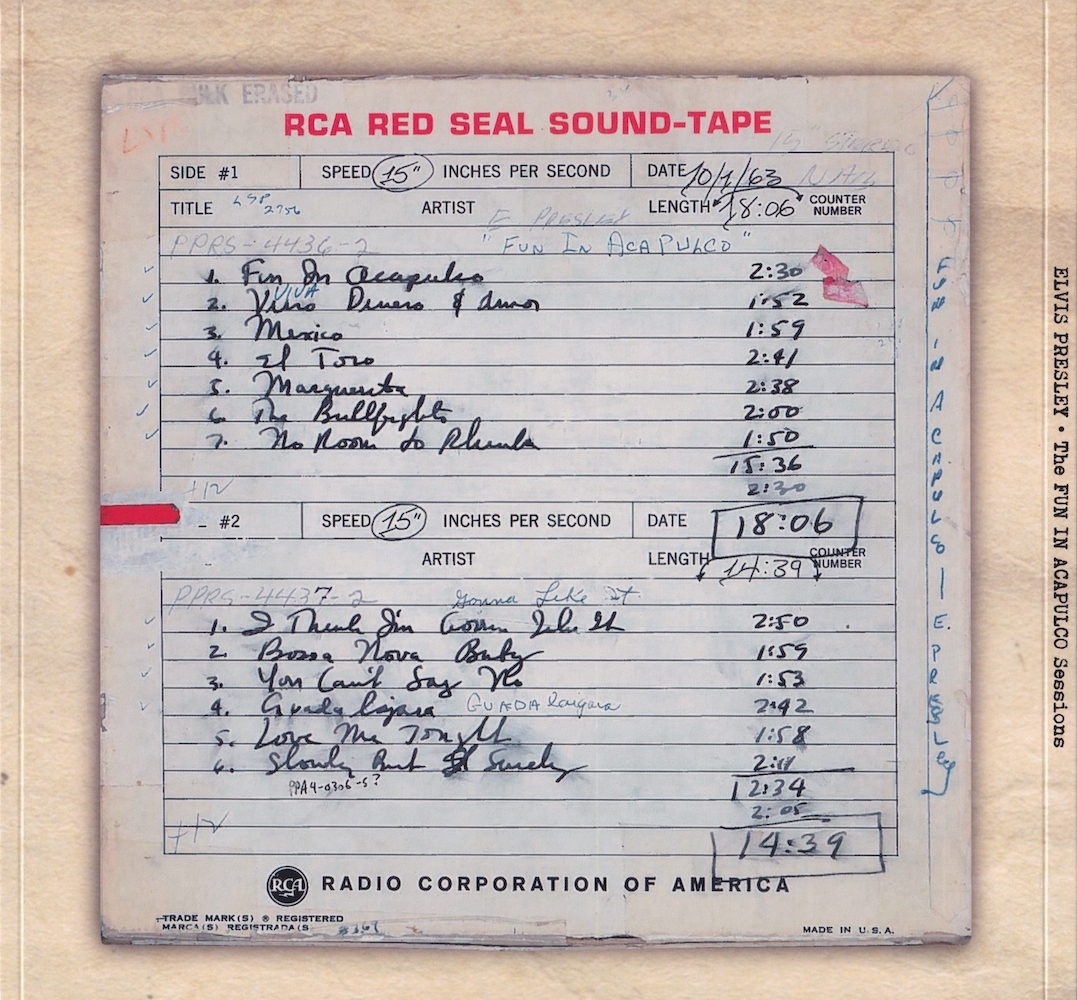 BULK ERASED
RCA RED SEAL SOUND-TAPE
SIDE #1 SPEED 15" INCHES PER SECOND DATE 10/1/63
TITLE LSP 2756 ARTIST E PRESLEY LENGTH 18:06 COUNTER NUMBER
PPRS-4436-2 "FUN IN ACAPULCO"
1. Fun In Acapulco 2:30
VIVA
2. Vino Dinero & Amor 1:52
3. Mexico 1:59
4. El Toro 2:41
5. Marguerita 2:38
6. The Bullfighter 2:00
7. No Room to Rhumba 1:50
15:36
+12 2:30
#2 SPEED 15" INCHES PER SECOND DATE 18:06
ARTIST LENGTH 14:39 COUNTER NUMBER
PPRS-4437-2 Gonna Like It
1. I Think I'm Gonna Like It 2:50
2. Bossa Nova Baby 1:59
3. You Can't Say No 1:53
4. Guadalajara GUADAlaigara 2:42
5. Love Me Tonight 1:58
6. Slowly But Surely 2:11
PPA4-0306-5? 12:34
2:05
+12 14:39
RCA RADIO CORPORATION OF AMERICA
TRADE MARK(S) ® REGISTERED
MARCA(S) REGISTRADA(S
MADE IN U.S.A.
FUN IN ACAPULCO | E. PRESLEY
ELVIS PRESLEY • The FUN IN ACAPULCO Sessions